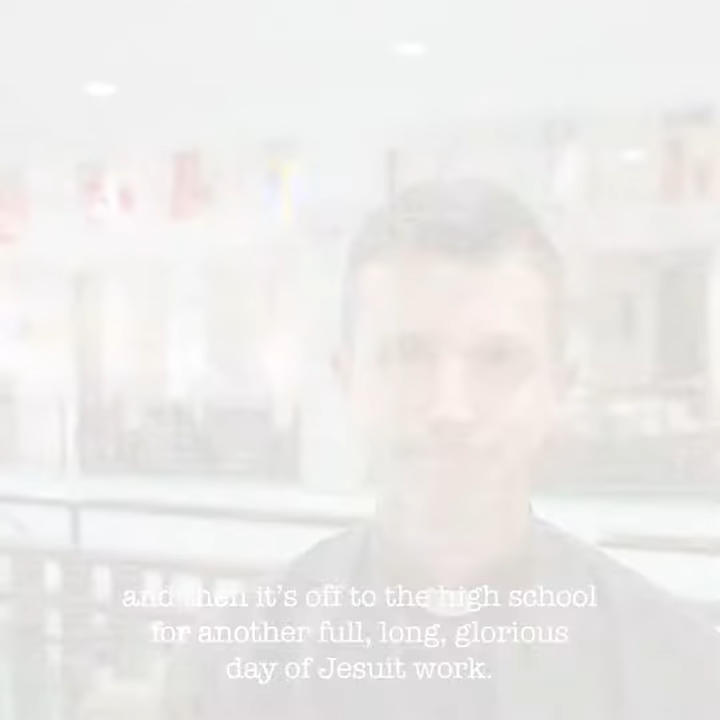 and then it's off to the high school
for another full, long, glorious
day of Jesuit work.